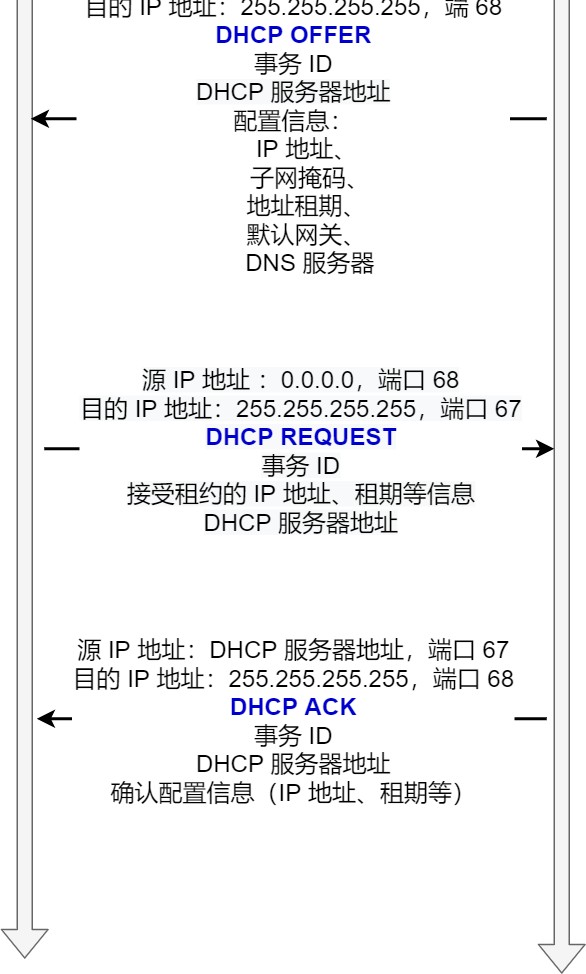 目的 IP 地址：255.255.255.255，端 68
DHCP OFFER
事务 ID
DHCP 服务器地址
配置信息：
IP 地址、
子网掩码、
地址租期、
默认网关、
DNS 服务器
源 IP 地址 ：0.0.0.0，端口 68
目的 IP 地址：255.255.255.255，端口 67
DHCP REQUEST
事务 ID
接受租约的 IP 地址、租期等信息
DHCP 服务器地址
源 IP 地址：DHCP 服务器地址，端口 67
目的 IP 地址：255.255.255.255，端口 68
DHCP ACK
事务 ID
DHCP 服务器地址
确认配置信息（IP 地址、租期等）